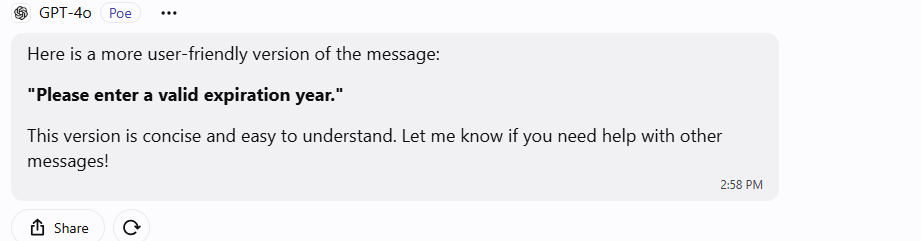 GPT-4o Poe ...
Here is a more user-friendly version of the message:
"Please enter a valid expiration year."
This version is concise and easy to understand. Let me know if you need help with other
messages!
2:58 PM
Share